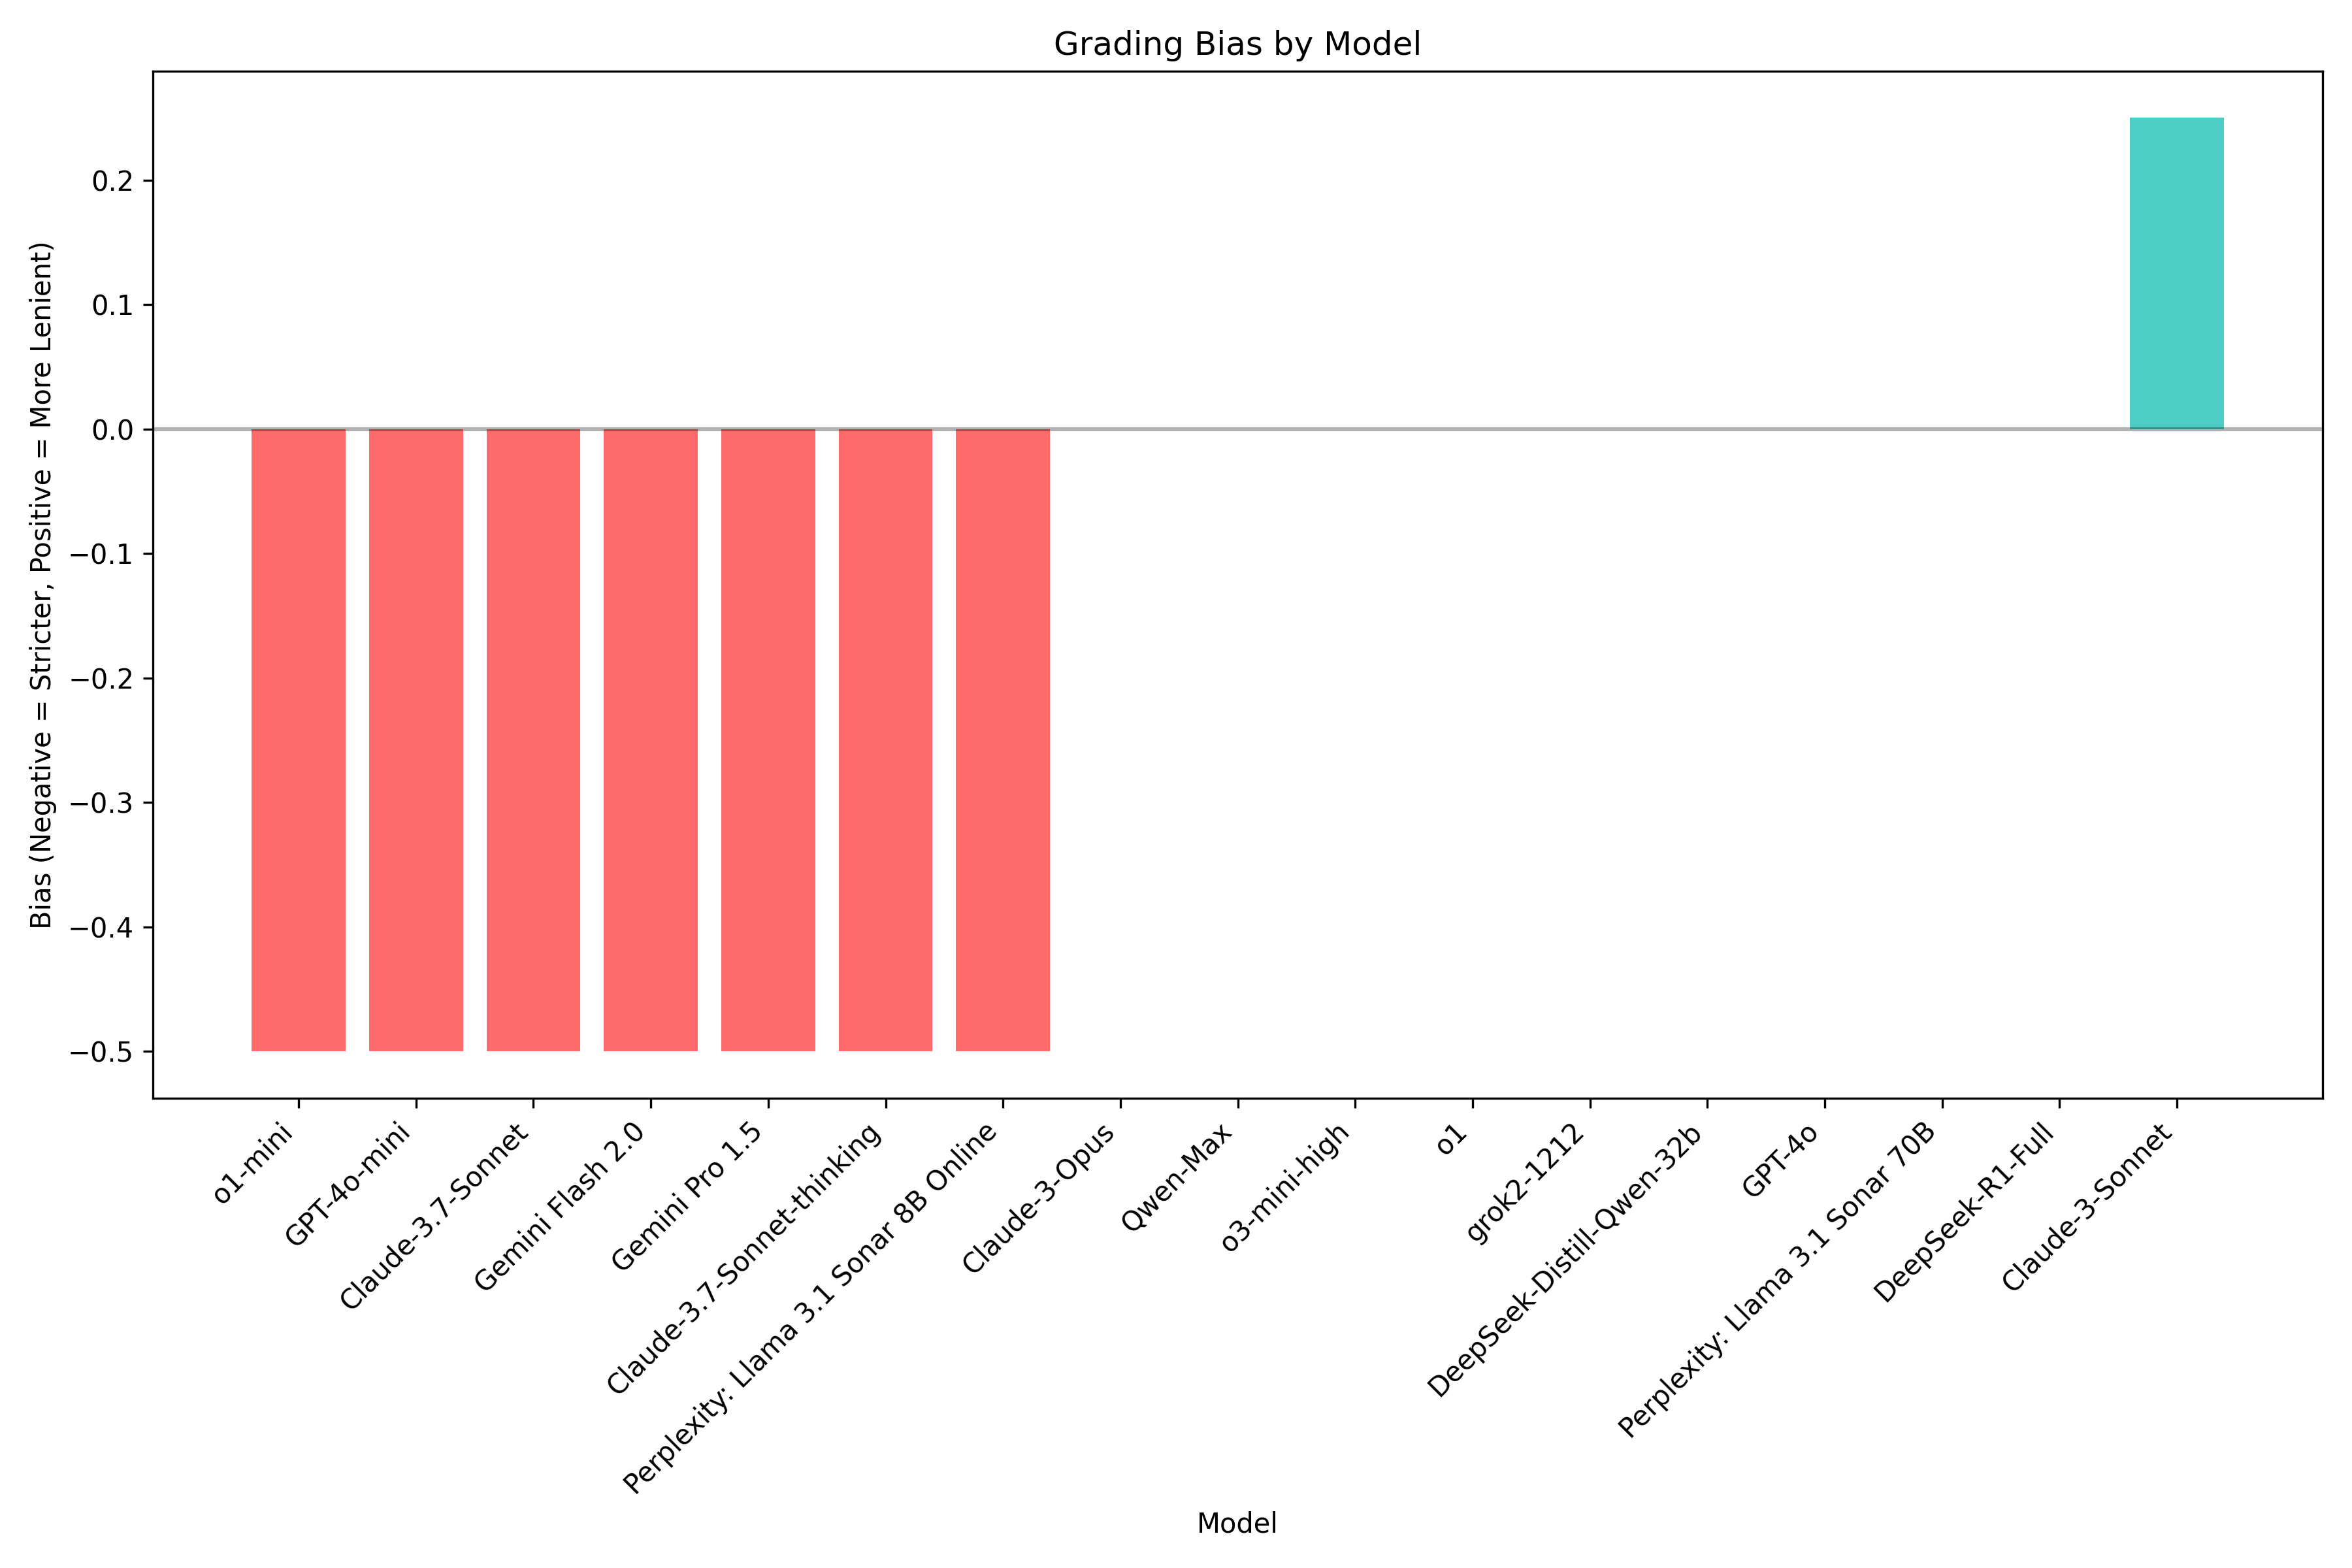 Grading Bias by Model
Bias (Negative = Stricter, Positive = More Lenient)
0.2
0.1
0.0
−0.1
−0.2
−0.3
−0.4
−0.5
o1-mini
GPT-4o-mini
Claude-3.7-Sonnet
Gemini Flash 2.0
Gemini Pro 1.5
Claude-3.7-Sonnet-thinking
Perplexity: Llama 3.1 Sonar 8B Online
Claude-3-Opus
Qwen-Max
o3-mini-high
o1
grok2-1212
DeepSeek-Distill-Qwen-32b
GPT-4o
Perplexity: Llama 3.1 Sonar 70B
DeepSeek-R1-Full
Claude-3-Sonnet
Model